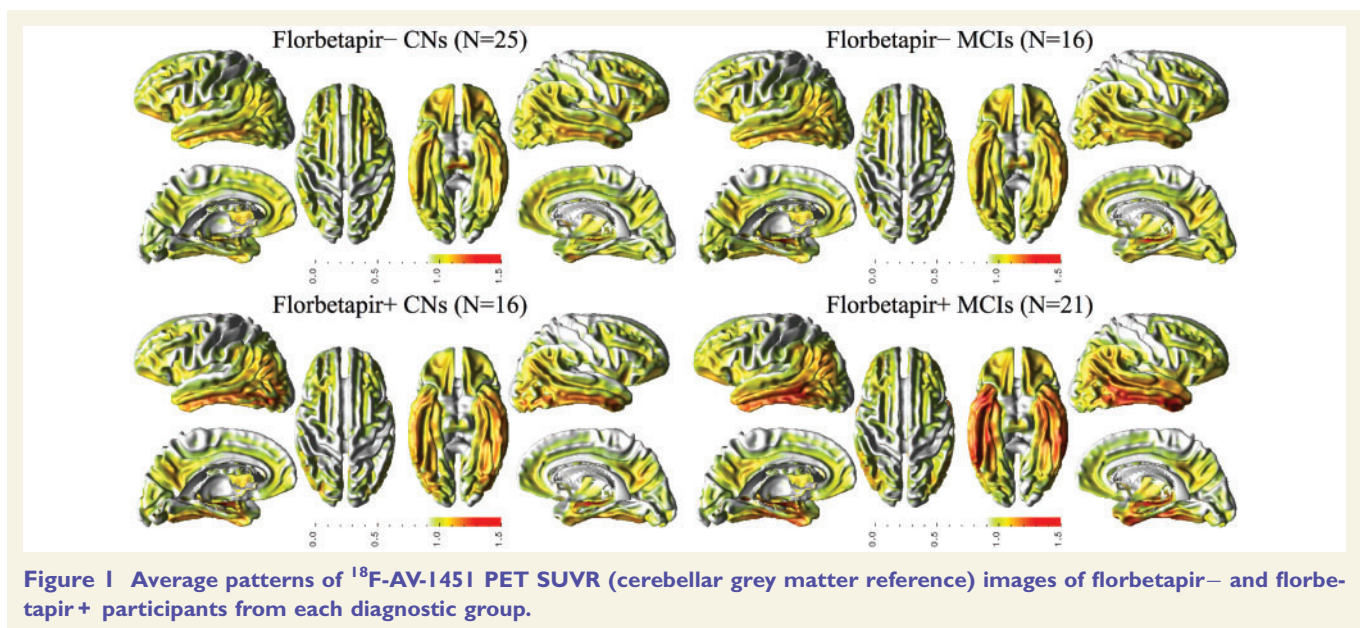 Florbetapir− CNs (N=25)
Florbetapir− MCIs (N=16)
0.0 0.5 1.0 1.5
0.0 0.5 1.0 1.5
Florbetapir+ CNs (N=16)
Florbetapir+ MCIs (N=21)
0.0 0.5 1.0 1.5
0.0 0.5 1.0 1.5
Figure 1 Average patterns of ¹⁸F-AV-1451 PET SUVR (cerebellar grey matter reference) images of florbetapir− and florbe-
tapir+ participants from each diagnostic group.